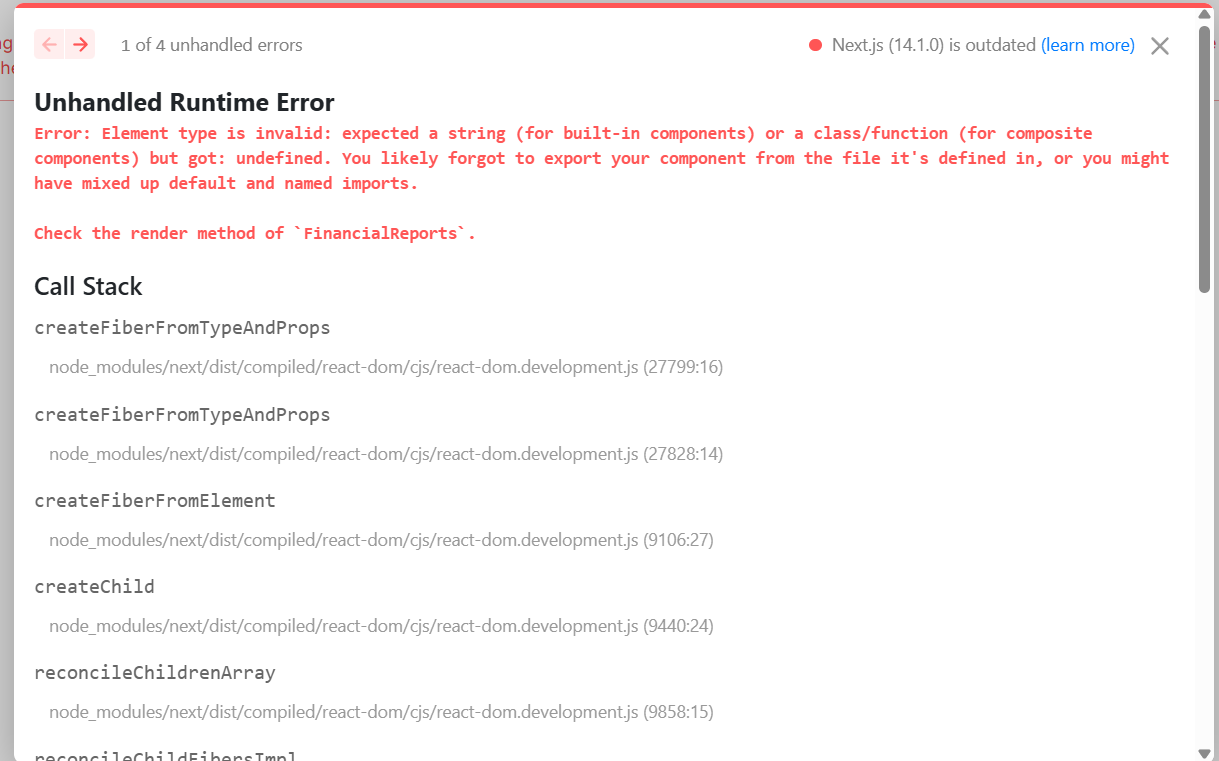 1 of 4 unhandled errors
Next.js (14.1.0) is outdated (learn more)
Unhandled Runtime Error
Error: Element type is invalid: expected a string (for built-in components) or a class/function (for composite
components) but got: undefined. You likely forgot to export your component from the file it's defined in, or you might
have mixed up default and named imports.
Check the render method of `FinancialReports`.
Call Stack
createFiberFromTypeAndProps
node_modules/next/dist/compiled/react-dom/cjs/react-dom.development.js (27799:16)
createFiberFromTypeAndProps
node_modules/next/dist/compiled/react-dom/cjs/react-dom.development.js (27828:14)
createFiberFromElement
node_modules/next/dist/compiled/react-dom/cjs/react-dom.development.js (9106:27)
createChild
node_modules/next/dist/compiled/react-dom/cjs/react-dom.development.js (9440:24)
reconcileChildrenArray
node_modules/next/dist/compiled/react-dom/cjs/react-dom.development.js (9858:15)
reconcileChildFibersImpl